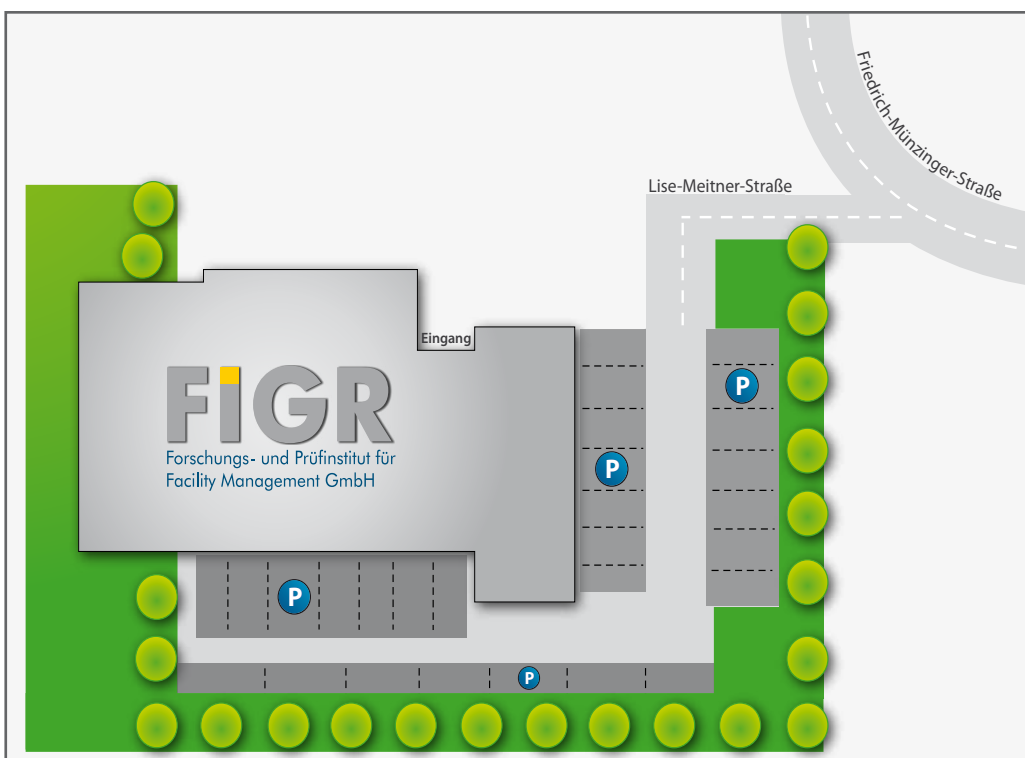 Friedrich-Münzinger-Straße
Lise-Meitner-Straße
Eingang
FiGR
Forschungs- und Prüfinstitut für
Facility Management GmbH
P
P
P
P